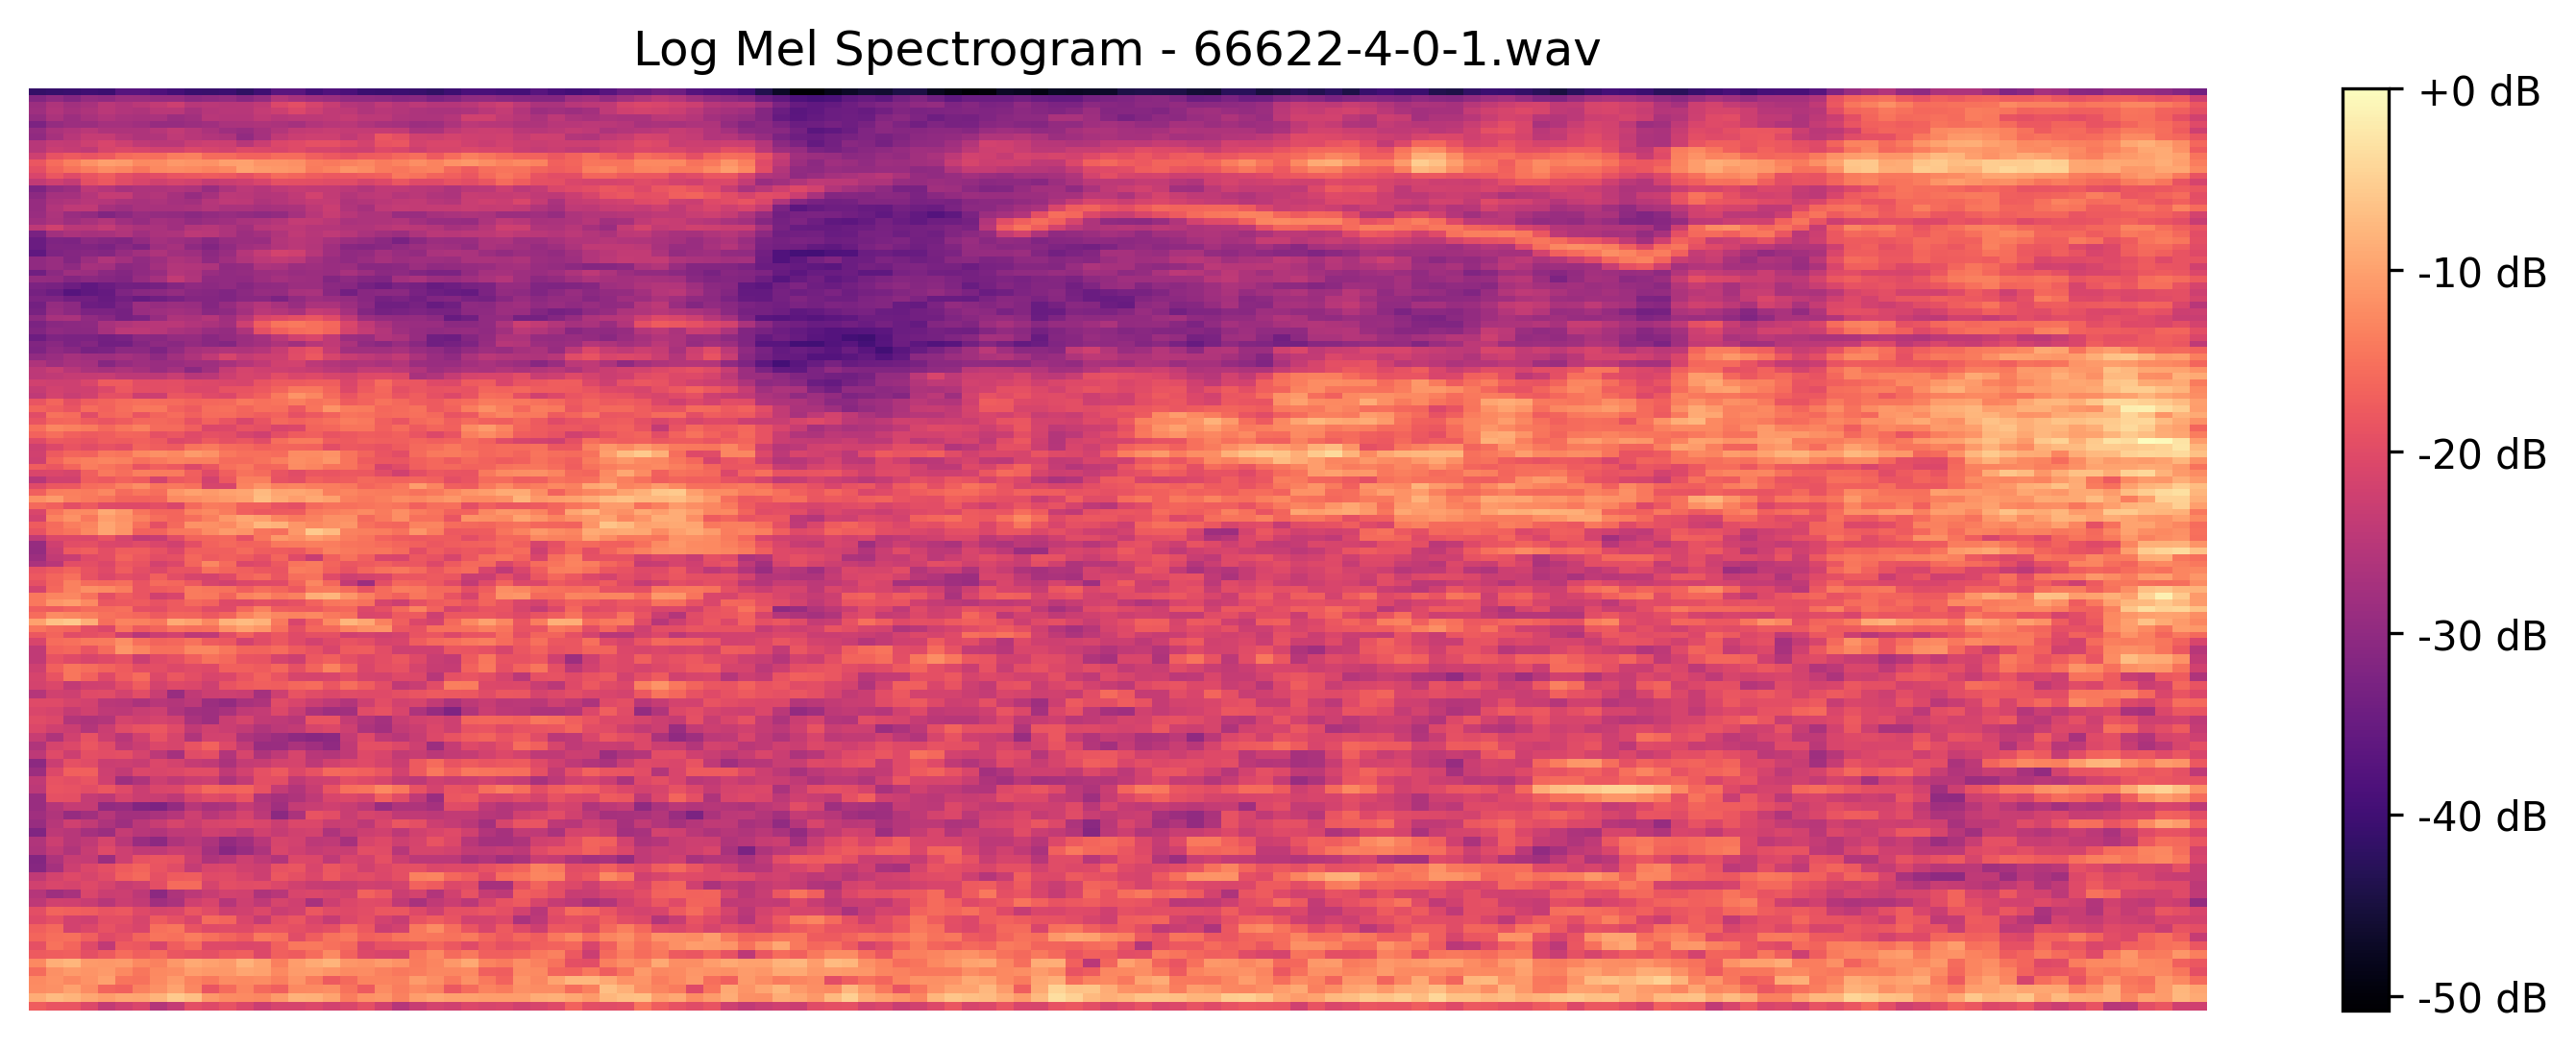 Log Mel Spectrogram - 66622-4-0-1.wav
+0 dB
-10 dB
-20 dB
-30 dB
-40 dB
-50 dB